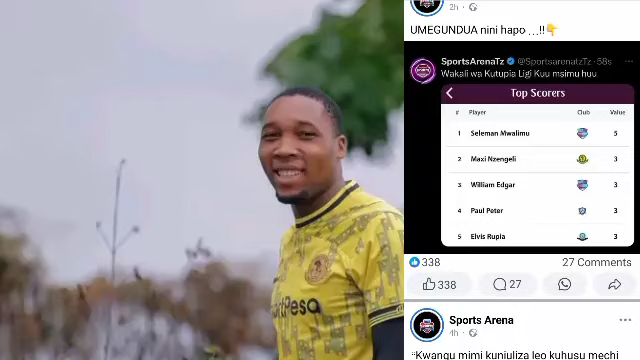 rtPesa
2h ·
UMEGUNDUA nini hapo ...!!👇
SportsArenaTz @SportsarenatzTz · 58s
Wakali wa Kutupia Ligi Kuu msimu huu
Top Scorers
# Player Club Value
1 Seleman Mwalimu 5
2 Maxi Nzengeli 3
3 William Edgar 3
4 Paul Peter 3
5 Elvis Rupia 3
338 27 Comments
338 27
Sports Arena
4h ·
“Kwangu mimi kunjuliza leo kuhusu mechi